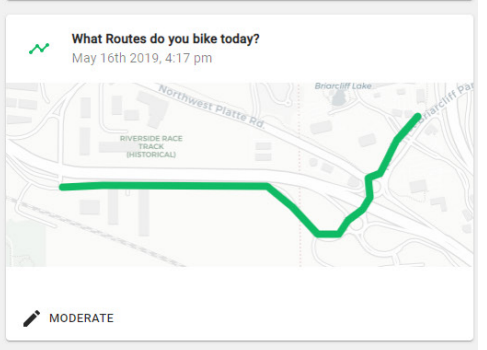 What Routes do you bike today?
May 16th 2019, 4:17 pm
Briarcliff Lake
Northwest Platte Rd
Briarcliff Par
RIVERSIDE RACE
TRACK
(HISTORICAL)
MODERATE